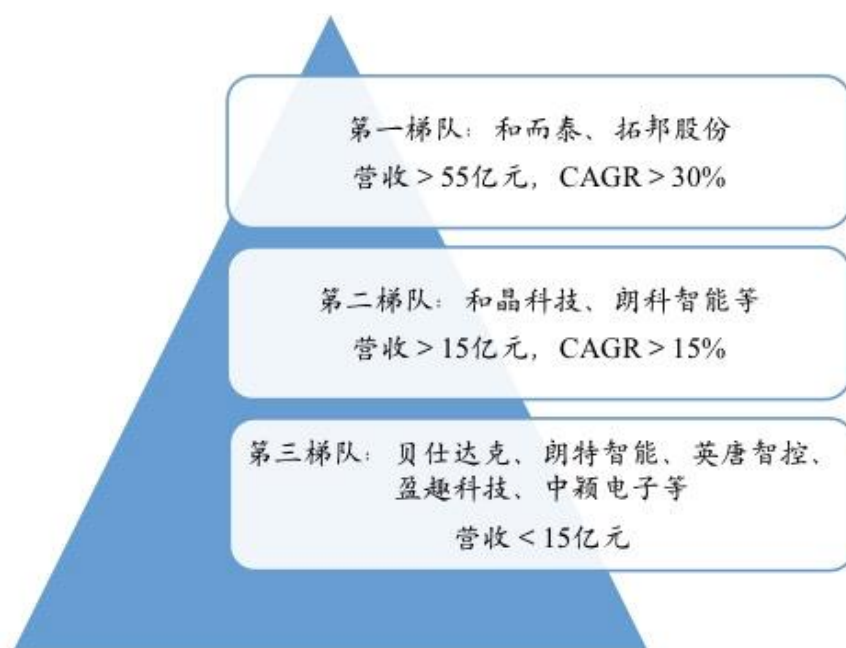 第一梯队：和而泰、拓邦股份
营收>55亿元，CAGR>30%
第二梯队：和晶科技、朗科智能等
营收>15亿元，CAGR>15%
第三梯队：贝仕达克、朗特智能、英唐智控、
盈趣科技、中颖电子等
营收<15亿元